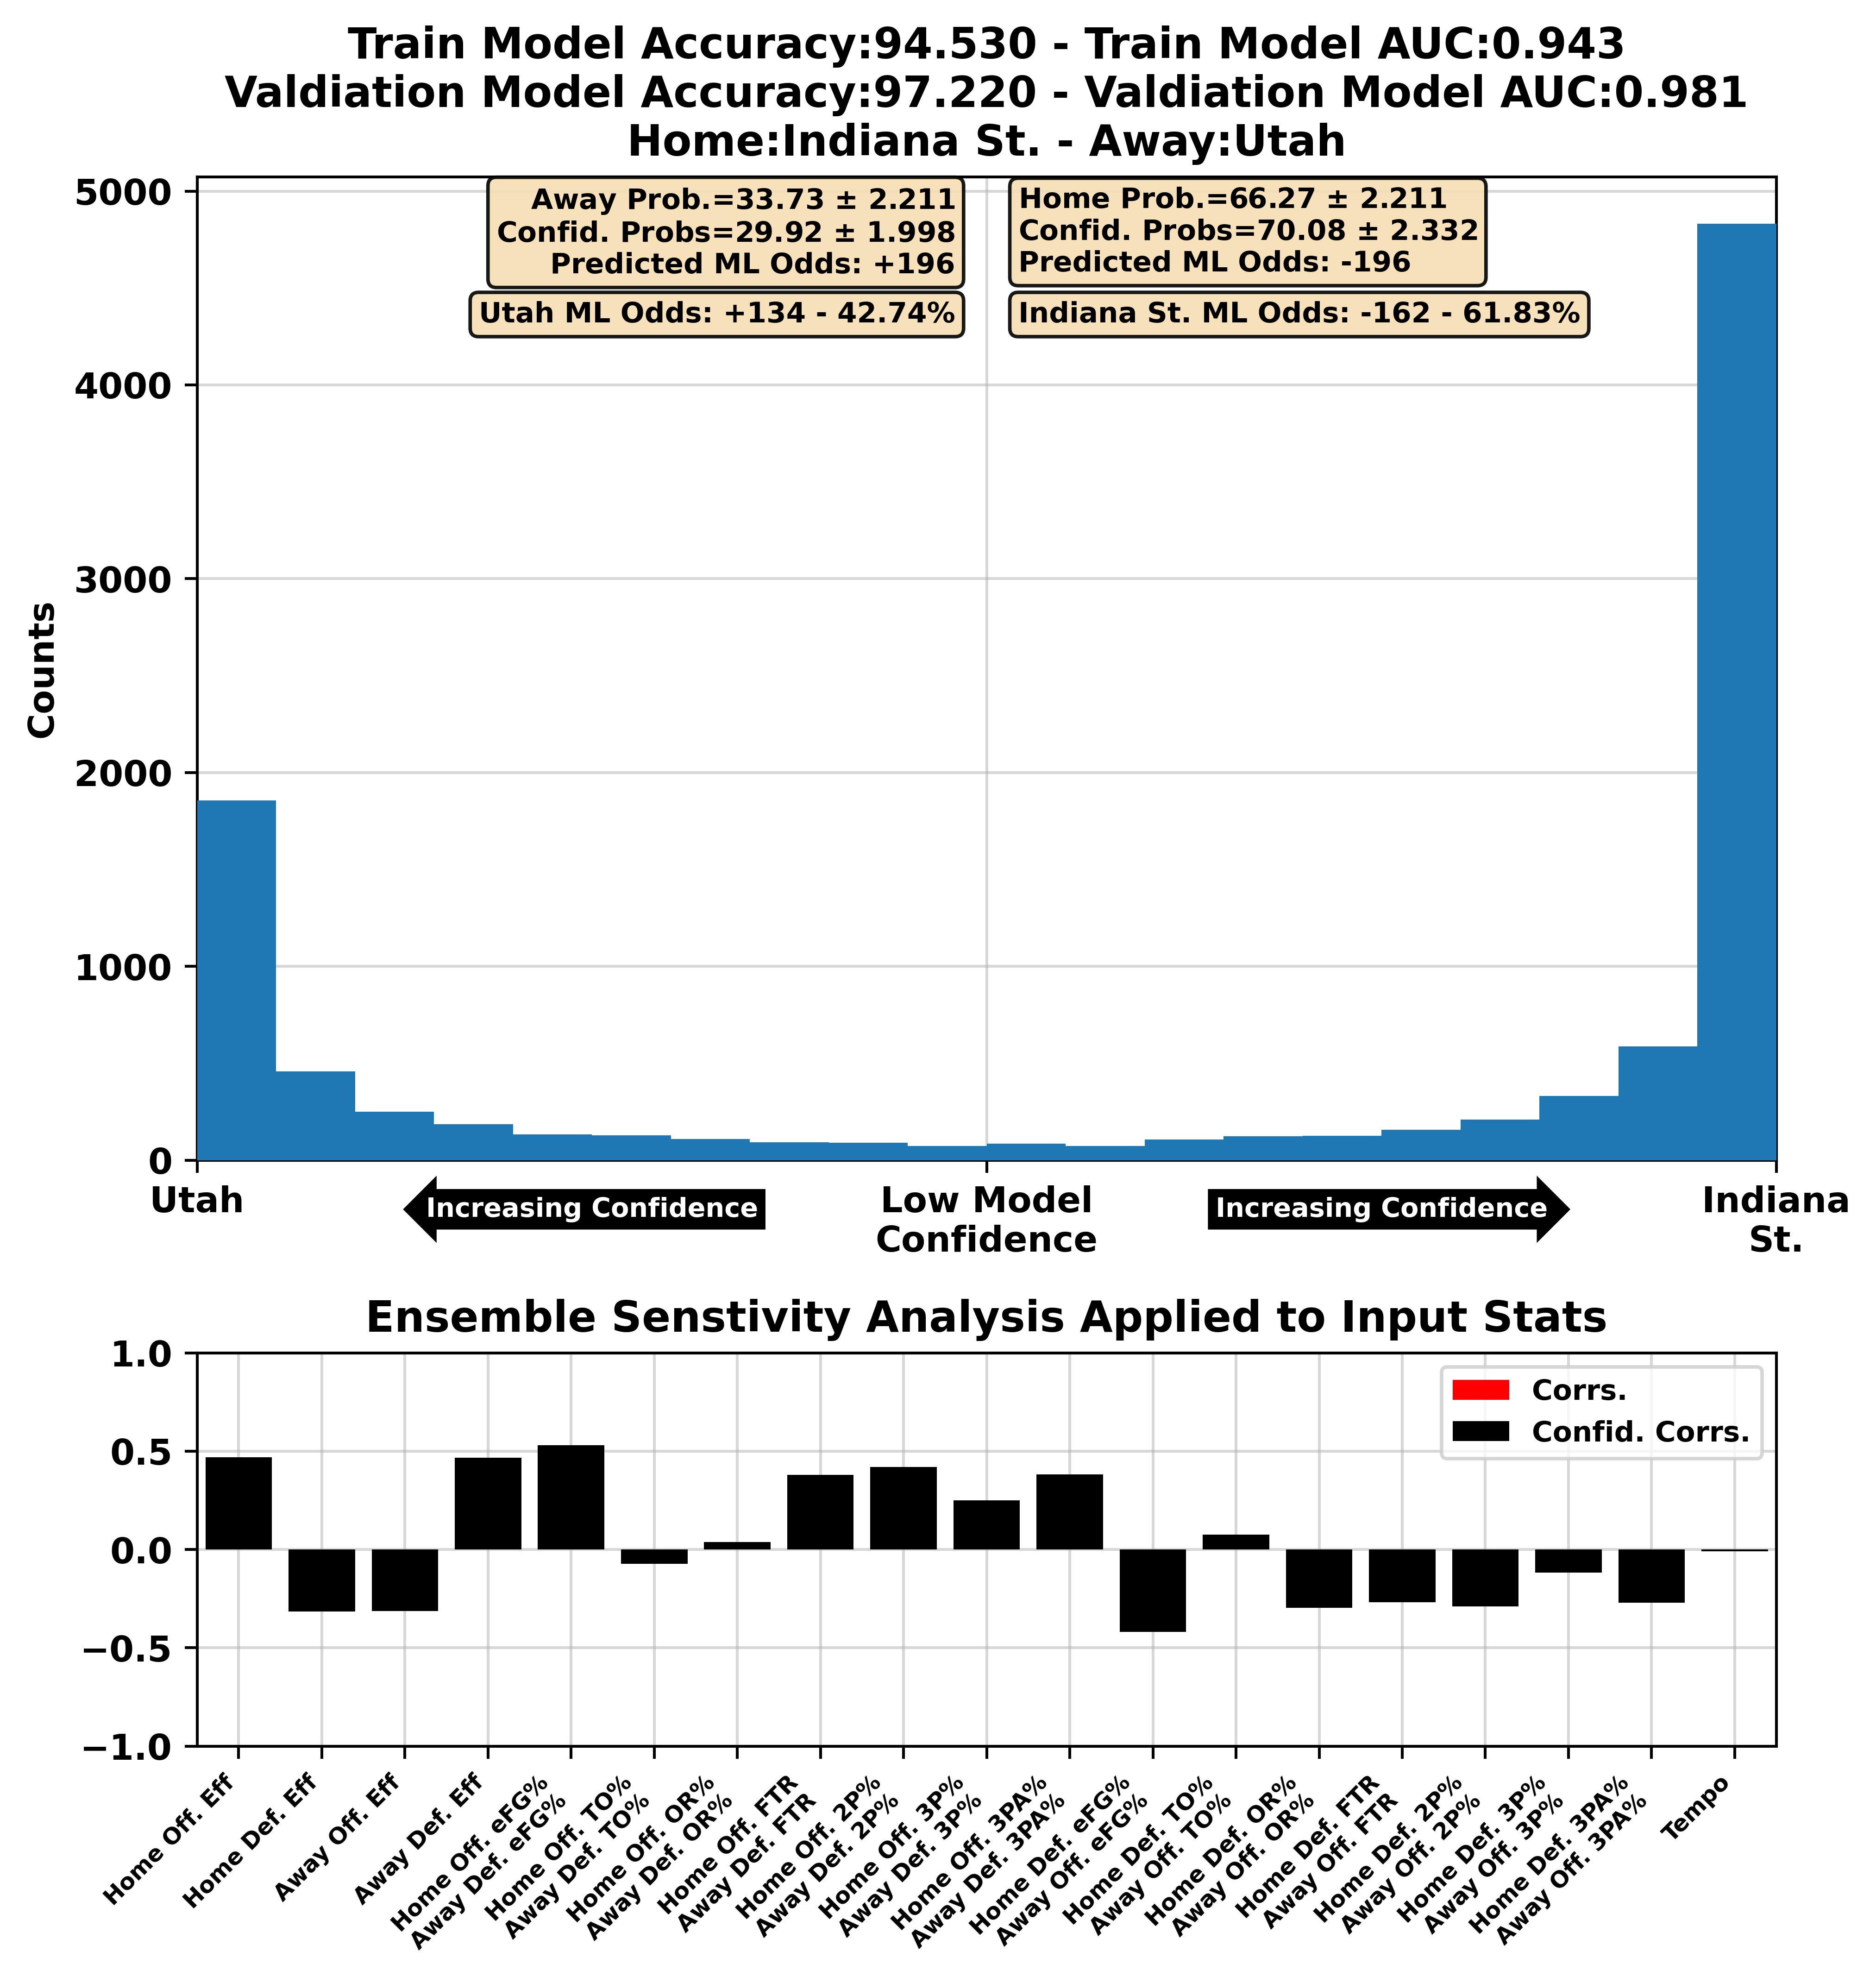 Train Model Accuracy:94.530 - Train Model AUC:0.943
Valdiation Model Accuracy:97.220 - Valdiation Model AUC:0.981
Home:Indiana St. - Away:Utah
Away Prob.=33.73 ± 2.211
Confid. Probs=29.92 ± 1.998
Predicted ML Odds: +196
Utah ML Odds: +134 - 42.74%
Home Prob.=66.27 ± 2.211
Confid. Probs=70.08 ± 2.332
Predicted ML Odds: -196
Indiana St. ML Odds: -162 - 61.83%
Counts
5000
4000
3000
2000
1000
0
Utah
Increasing Confidence
Low Model
Confidence
Increasing Confidence
Indiana
St.
Ensemble Senstivity Analysis Applied to Input Stats
1.0
0.5
0.0
−0.5
−1.0
Corrs.
Confid. Corrs.
Home Off. Eff
Home Def. Eff
Away Off. Eff
Away Def. Eff
Home Off. eFG%
Away Def. eFG%
Home Off. TO%
Away Def. TO%
Home Off. OR%
Away Def. OR%
Home Off. FTR
Away Def. FTR
Home Off. 2P%
Away Def. 2P%
Home Off. 3P%
Away Def. 3P%
Home Off. 3PA%
Away Def. 3PA%
Home Def. eFG%
Away Off. eFG%
Home Def. TO%
Away Off. TO%
Home Def. OR%
Away Off. OR%
Home Def. FTR
Away Off. FTR
Home Def. 2P%
Away Off. 2P%
Home Def. 3P%
Away Off. 3P%
Home Def. 3PA%
Away Off. 3PA%
Tempo